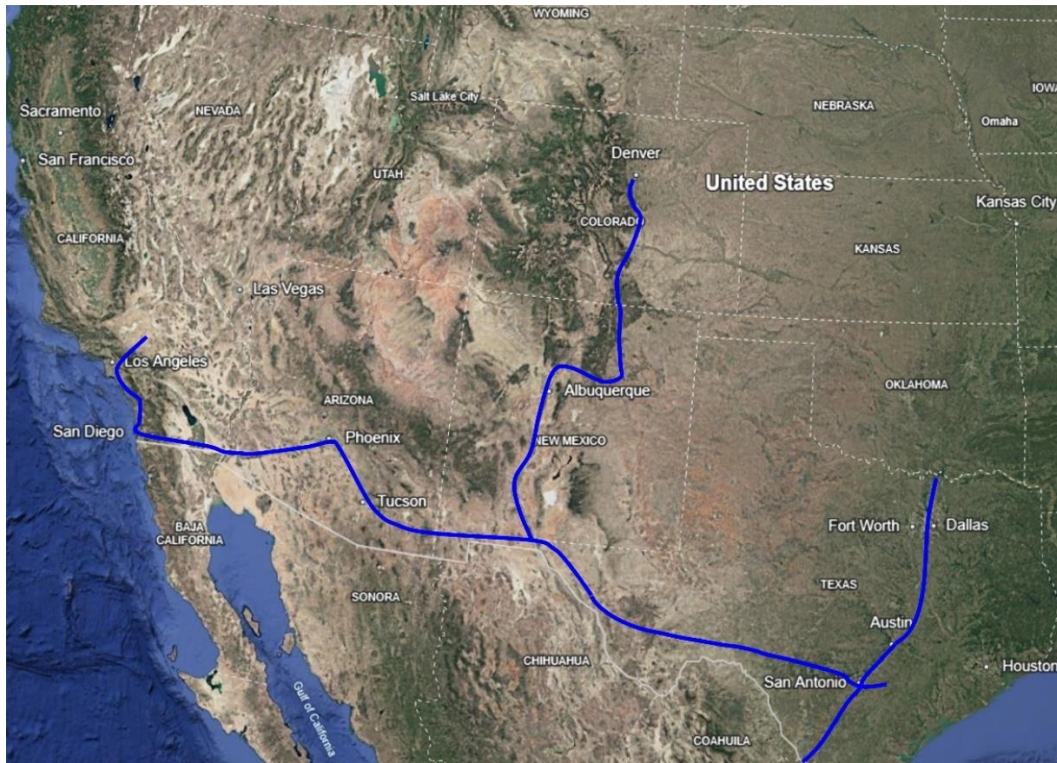 WYOMING
IOWA
Salt Lake City
NEBRASKA
Sacramento
NEVADA
Omaha
San Francisco
Denver
UTAH
United States
Kansas City
COLORADO
CALIFORNIA
KANSAS
Las Vegas
Los Angeles
Albuquerque
OKLAHOMA
ARIZONA
San Diego
Phoenix
NEW MEXICO
Tucson
BAJA
CALIFORNIA
Fort Worth
Dallas
TEXAS
SONORA
Austin
CHIHUAHUA
Houston
San Antonio
Gulf of California
COAHUILA